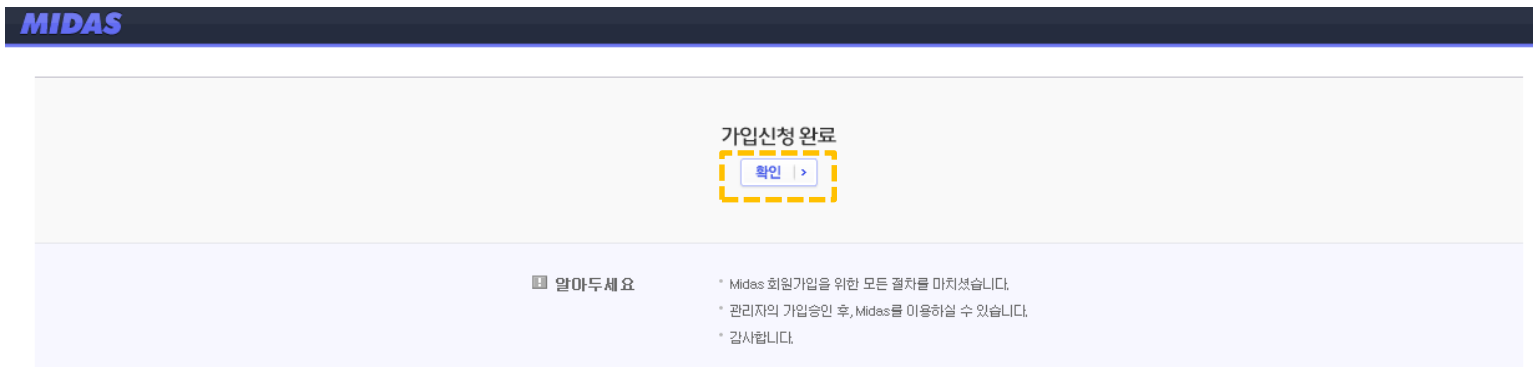 MIDAS
가입신청 완료
확인 >
알아두세요
* Midas 회원가입을 위한 모든 절차를 마치셨습니다.
* 관리자의 가입승인 후, Midas를 이용하실 수 있습니다.
* 감사합니다.